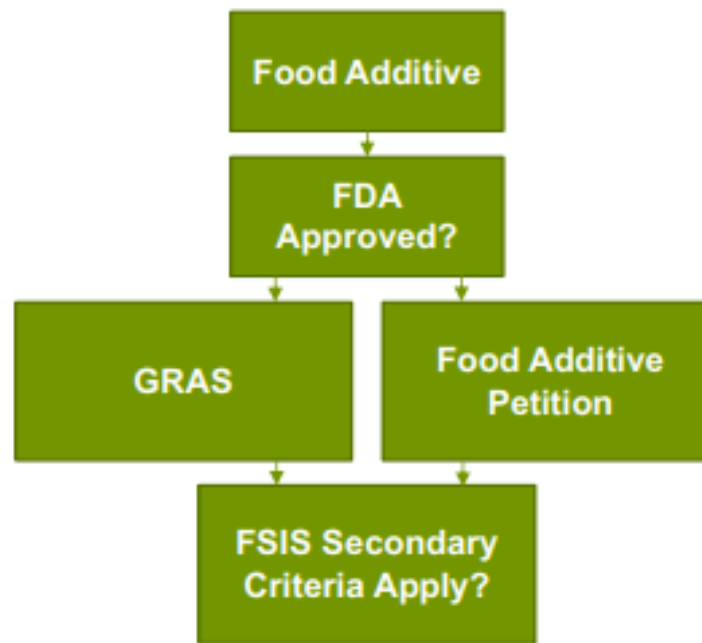 Food Additive
FDA
Approved?
GRAS
Food Additive
Petition
FSIS Secondary
Criteria Apply?